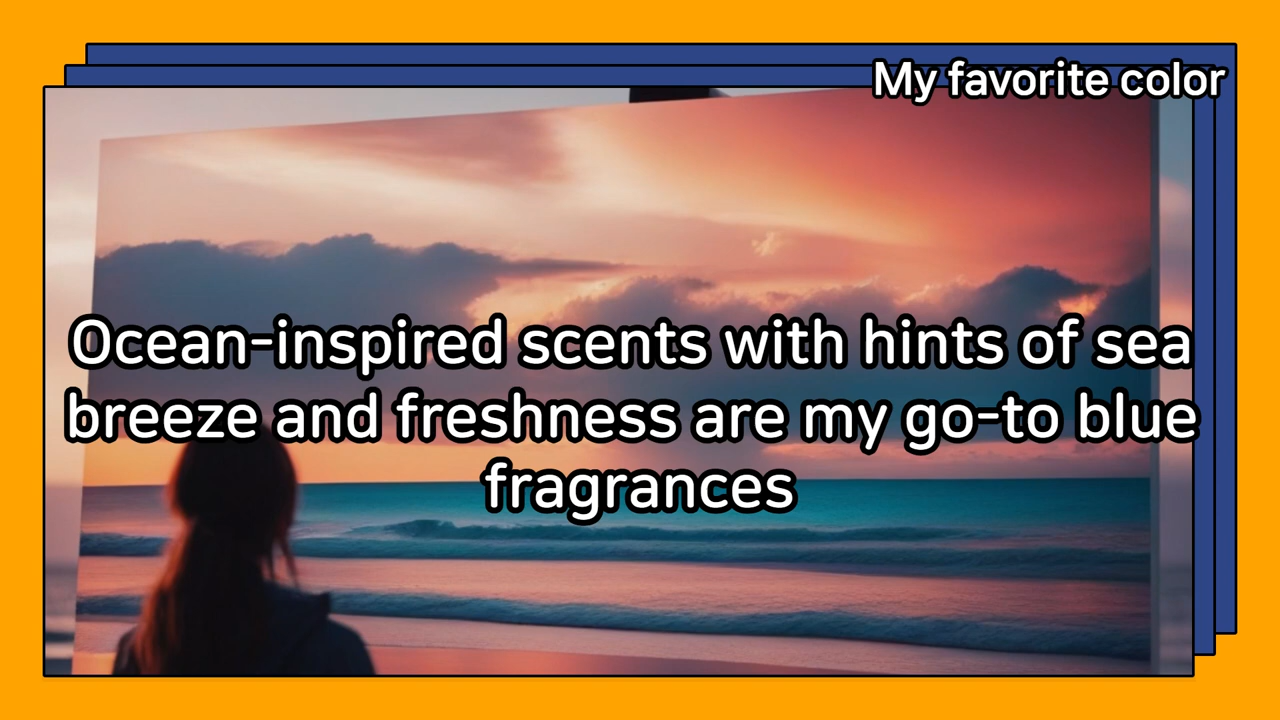 My favorite color
Ocean-inspired scents with hints of sea
breeze and freshness are my go-to blue
fragrances